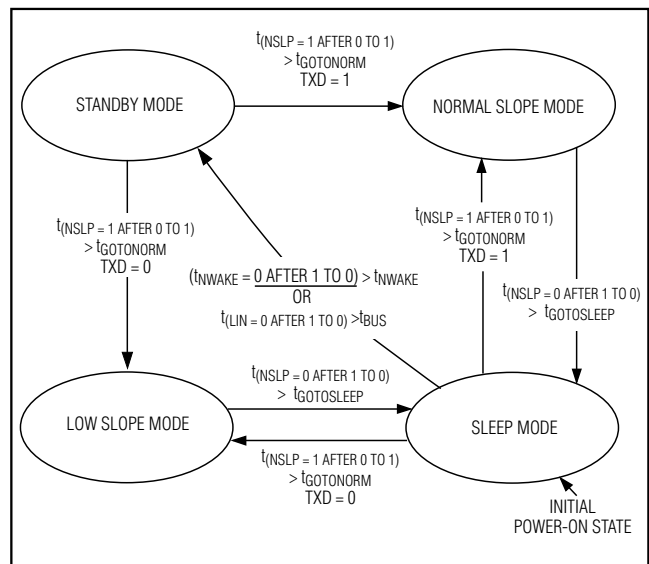 t(NSLP = 1 AFTER 0 TO 1)
> tGOTONORM
TXD = 1
STANDBY MODE
NORMAL SLOPE MODE
t(NSLP = 1 AFTER 0 TO 1)
> tGOTONORM
TXD = 0
t(NSLP = 1 AFTER 0 TO 1)
> tGOTONORM
TXD = 1
(tNWAKE = 0 AFTER 1 TO 0) > tNWAKE
OR
t(LIN = 0 AFTER 1 TO 0) >tBUS
t(NSLP = 0 AFTER 1 TO 0)
> tGOTOSLEEP
t(NSLP = 0 AFTER 1 TO 0)
> tGOTOSLEEP
LOW SLOPE MODE
SLEEP MODE
t(NSLP = 1 AFTER 0 TO 1)
> tGOTONORM
TXD = 0
INITIAL
POWER-ON STATE